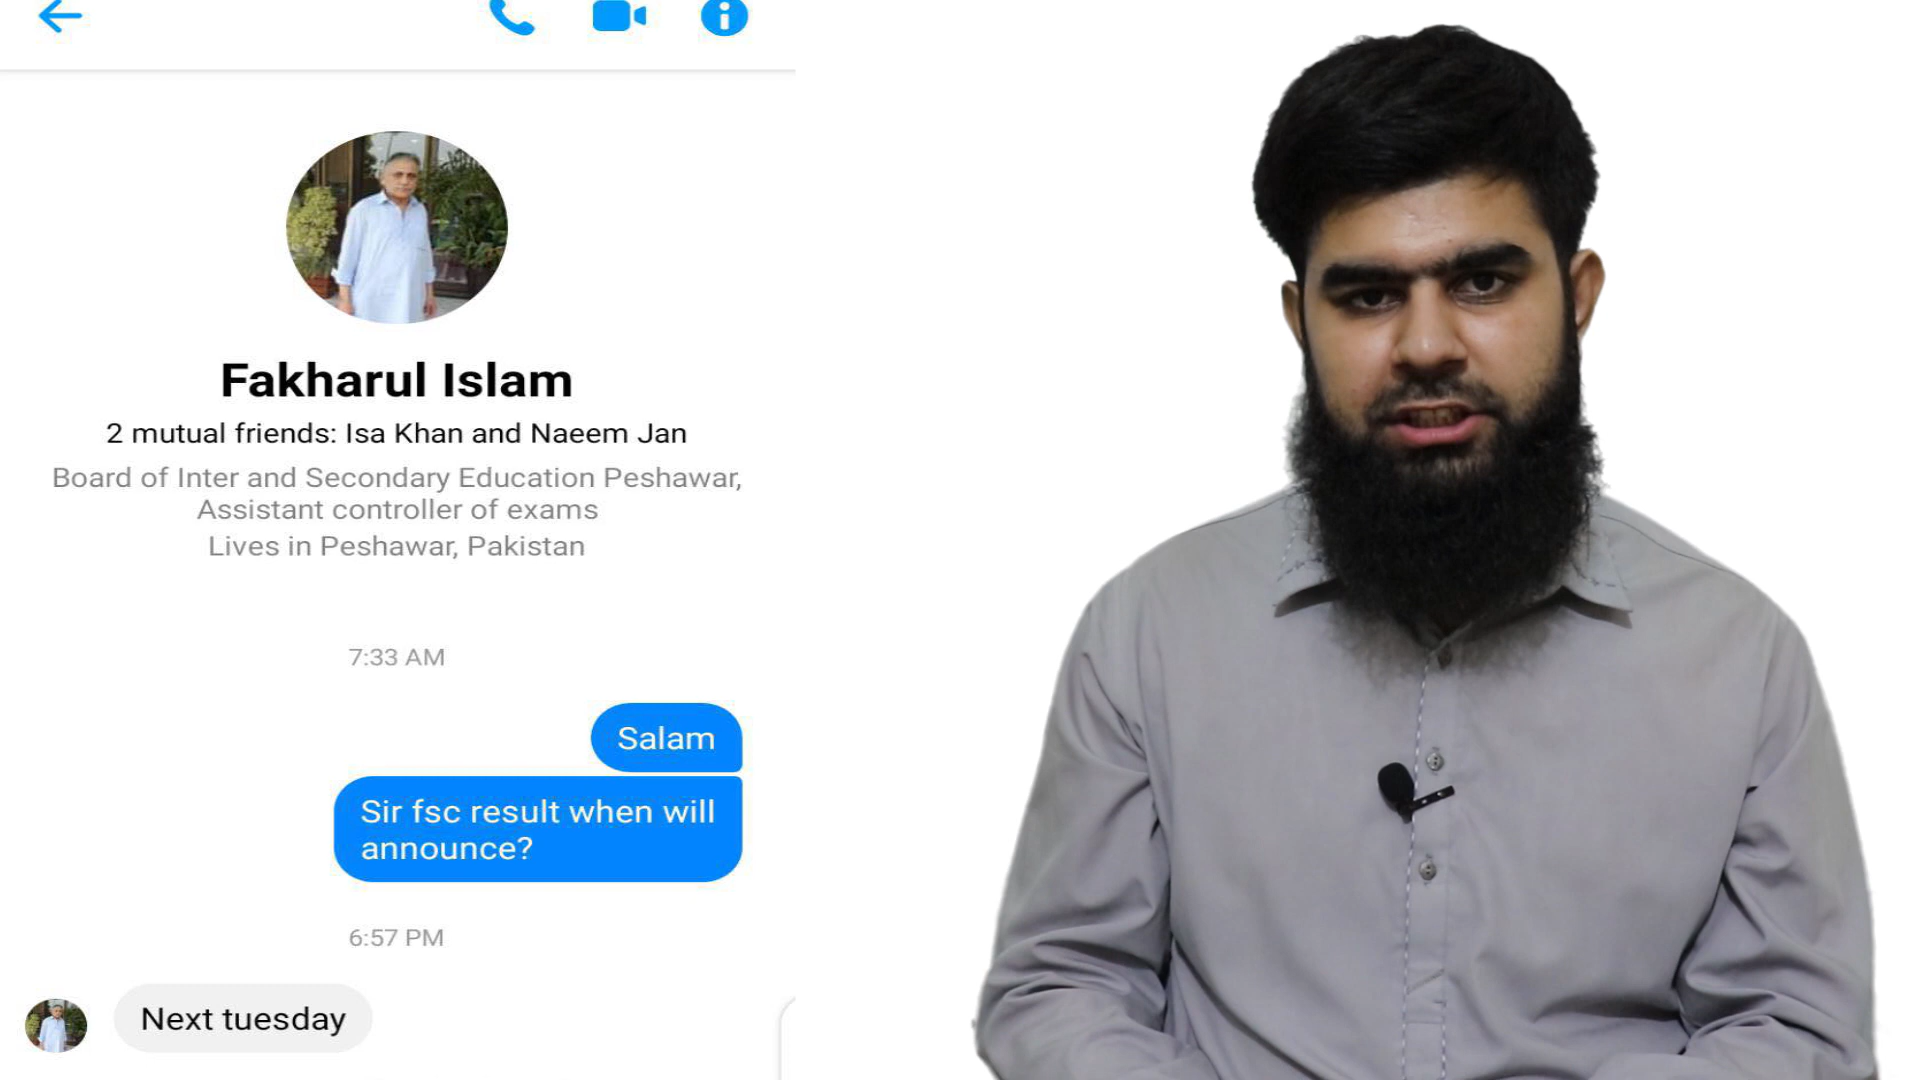 Fakharul Islam
2 mutual friends: Isa Khan and Naeem Jan
Board of Inter and Secondary Education Peshawar,
Assistant controller of exams
Lives in Peshawar, Pakistan
7:33 AM
Salam
Sir fsc result when will
announce?
6:57 PM
Next tuesday